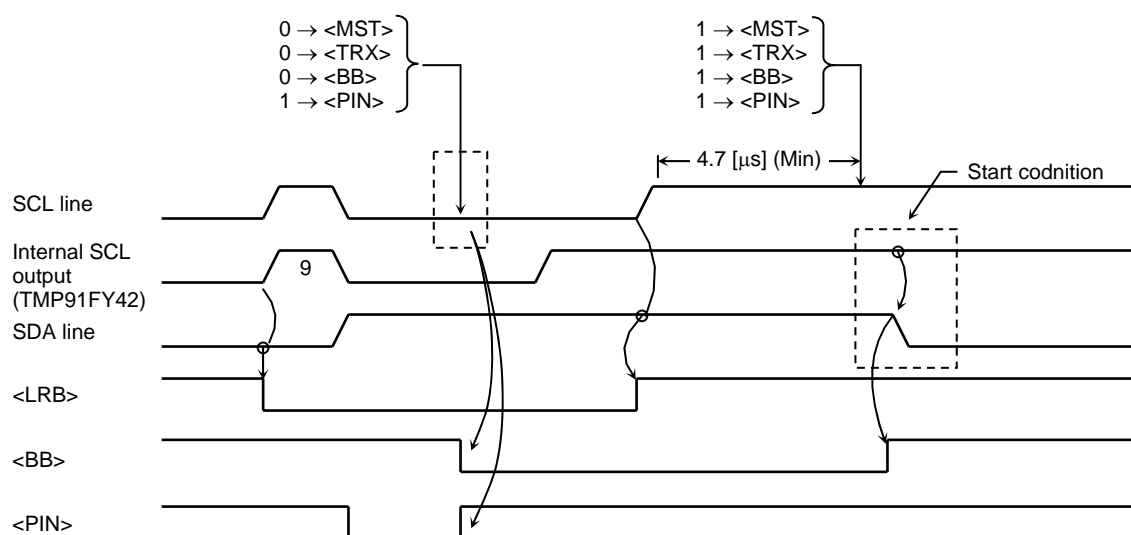 0 → <MST>
0 → <TRX>
0 → <BB>
1 → <PIN>
1 → <MST>
1 → <TRX>
1 → <BB>
1 → <PIN>
4.7 [μs] (Min)
Start codnition
SCL line
Internal SCL
output
(TMP91FY42)
9
SDA line
<LRB>
<BB>
<PIN>